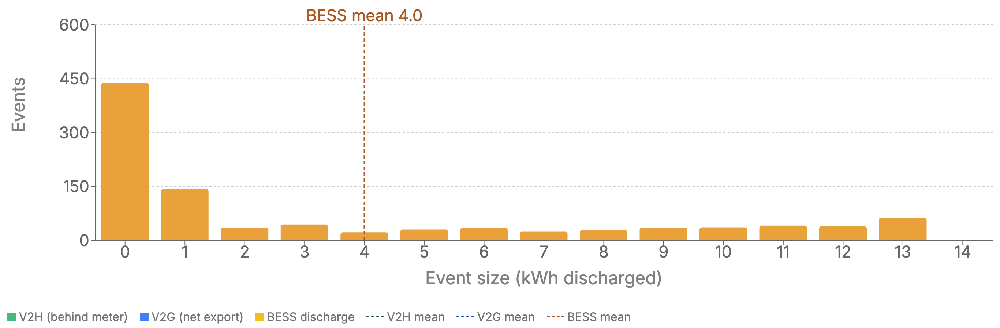 BESS mean 4.0
600
450
300
150
0
Events
0 1 2 3 4 5 6 7 8 9 10 11 12 13 14
Event size (kWh discharged)
V2H (behind meter) V2G (net export) BESS discharge V2H mean V2G mean BESS mean